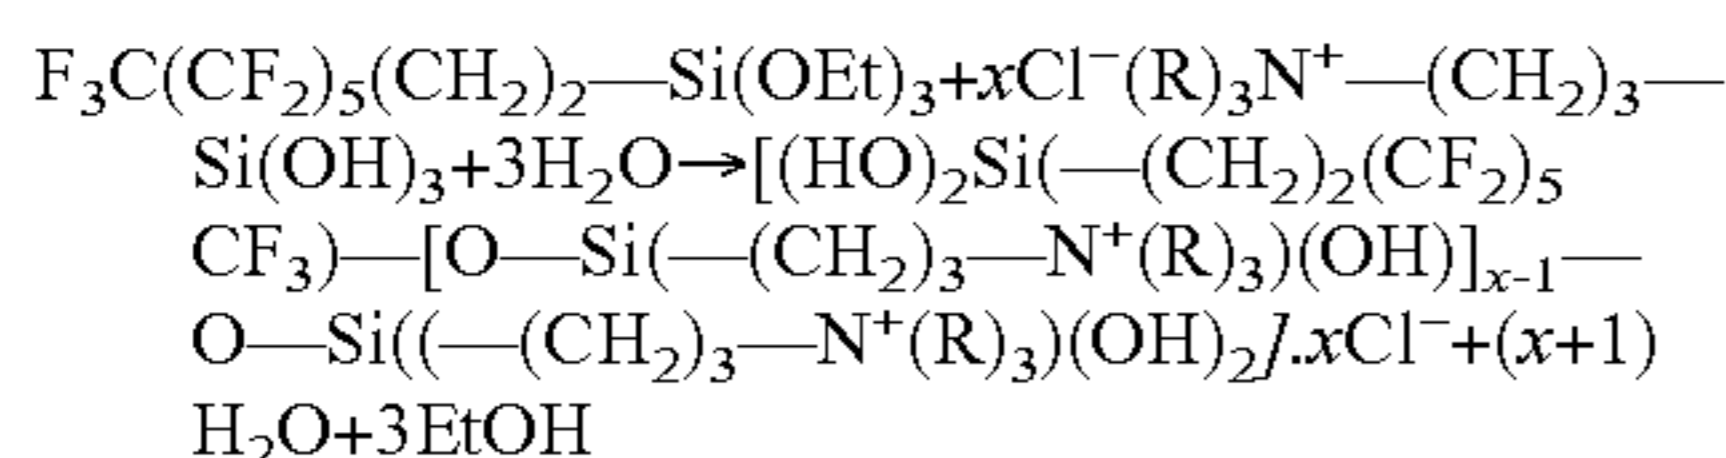 F₃C(CF₂)₅(CH₂)₂—Si(OEt)₃+xCl⁻(R)₃N⁺—(CH₂)₃—
Si(OH)₃+3H₂O→[(HO)₂Si(—(CH₂)₂(CF₂)₅
CF₃)—[O—Si(—(CH₂)₃—N⁺(R)₃)(OH)]ₓ₋₁—
O—Si((—(CH₂)₃—N⁺(R)₃)(OH)₂].xCl⁻+(x+1)
H₂O+3EtOH